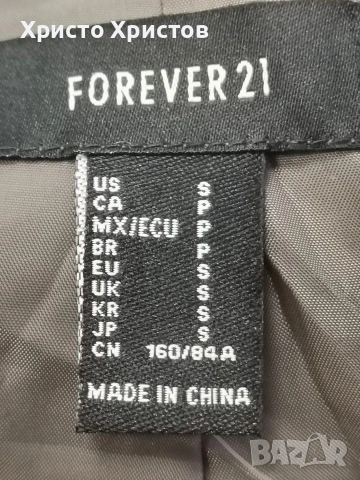 Христо Христов
FOREVER 21
US S
CA P
MX/ECU P
BR P
EU S
UK S
KR S
JP S
CN 160/84A
MADE IN CHINA
BAZAR